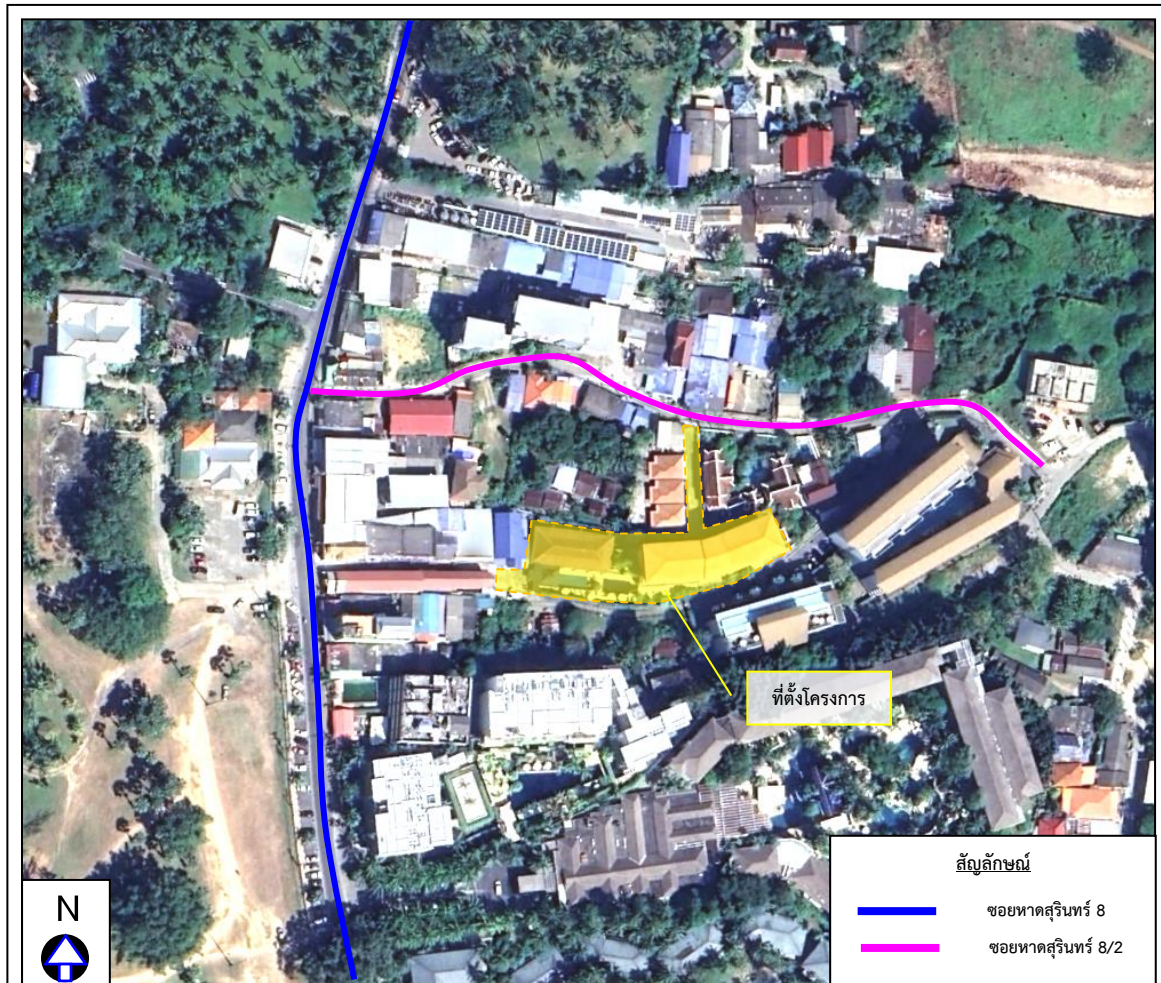 ที่ตั้งโครงการ
สัญลักษณ์
ซอยหาดสุรินทร์ 8
ซอยหาดสุรินทร์ 8/2
N